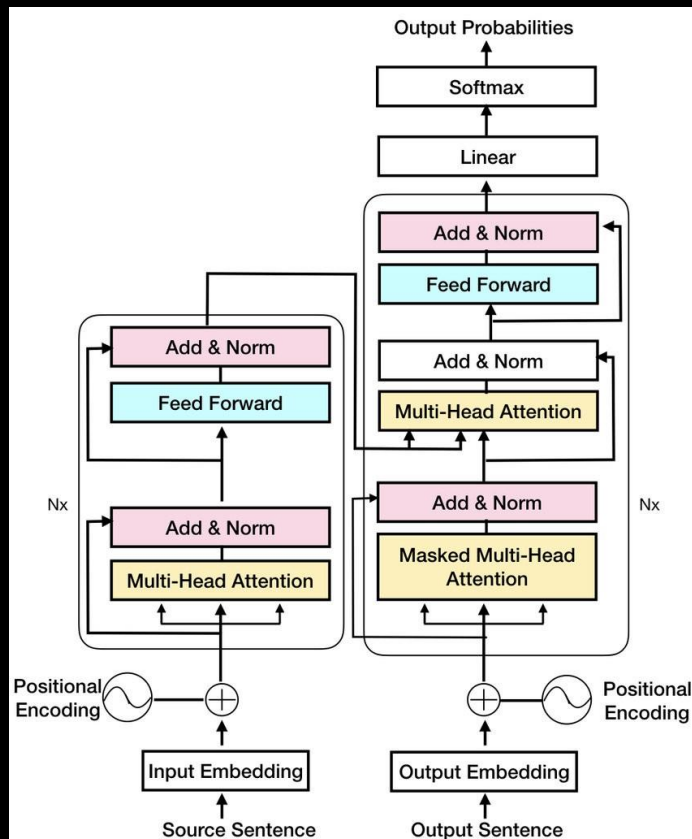 Output Probabilities
Softmax
Linear
Add & Norm
Feed Forward
Add & Norm
Multi-Head Attention
Add & Norm
Masked Multi-Head
Attention
Nx
Positional
Encoding
Output Embedding
Output Sentence
Add & Norm
Feed Forward
Nx
Add & Norm
Multi-Head Attention
Positional
Encoding
Input Embedding
Source Sentence